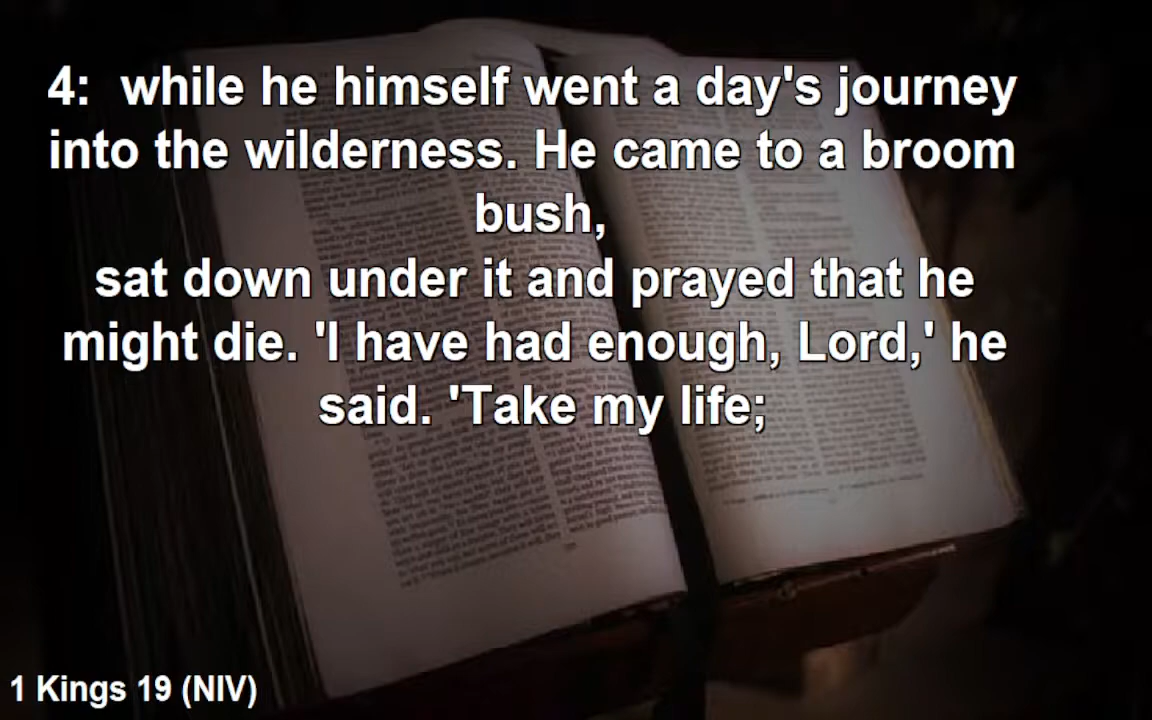 4:  while he himself went a day's journey
into the wilderness. He came to a broom
bush,
sat down under it and prayed that he
might die. 'I have had enough, Lord,' he
said. 'Take my life;
1 Kings 19 (NIV)